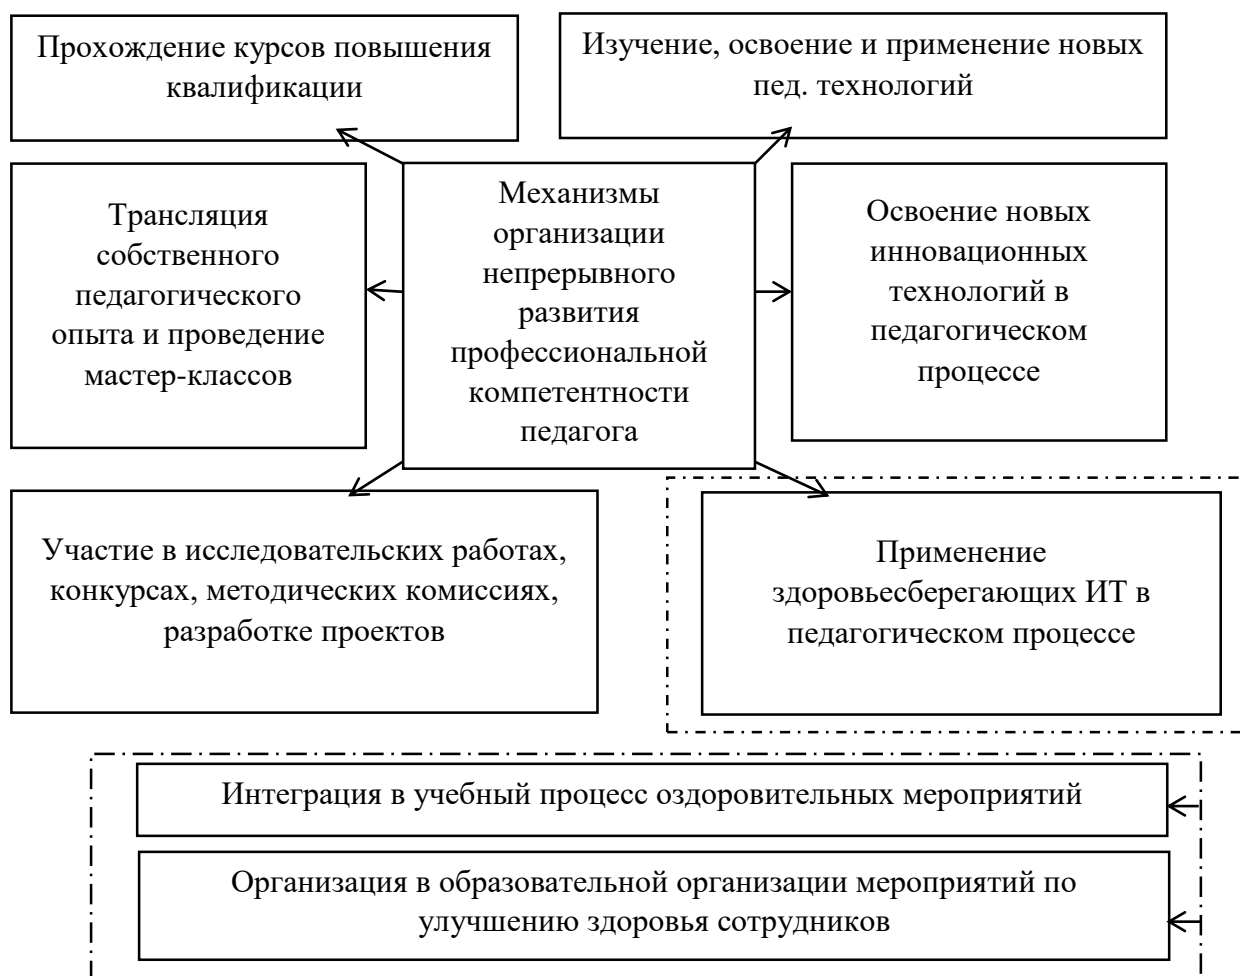 Прохождение курсов повышения
квалификации
Изучение, освоение и применение новых
пед. технологий
Трансляция
собственного
педагогического
опыта и проведение
мастер-классов
Механизмы
организации
непрерывного
развития
профессиональной
компетентности
педагога
Освоение новых
инновационных
технологий в
педагогическом
процессе
Участие в исследовательских работах,
конкурсах, методических комиссиях,
разработке проектов
Применение
здоровьесберегающих ИТ в
педагогическом процессе
Интеграция в учебный процесс оздоровительных мероприятий
Организация в образовательной организации мероприятий по
улучшению здоровья сотрудников